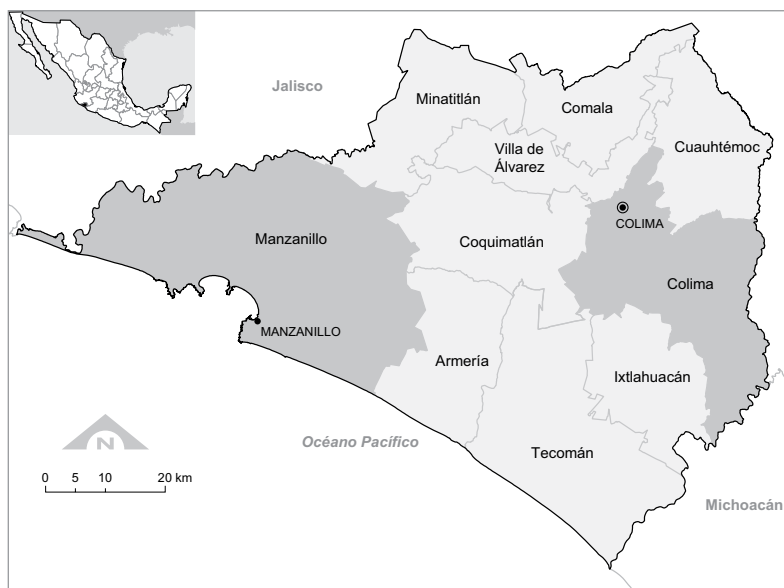 Jalisco
Minatitlán
Comala
Villa de
Álvarez
Cuauhtémoc
COLIMA
Manzanillo
Coquimatlán
Colima
MANZANILLO
Armería
Ixtlahuacán
N
Océano Pacífico
Tecomán
0 5 10 20 km
Michoacán